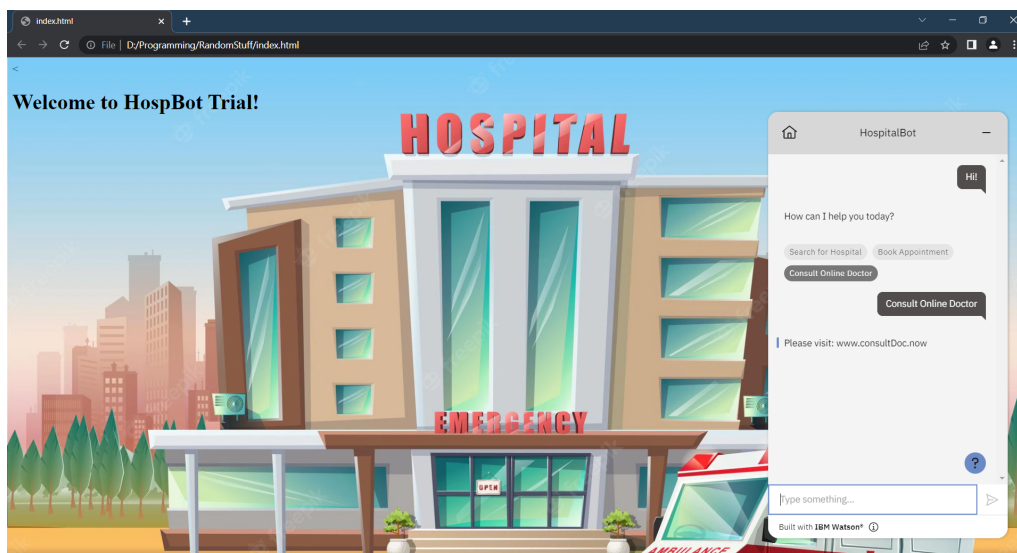 index.html
File | D:/Programming/RandomStuff/index.html
<
Welcome to HospBot Trial!
HOSPITAL
EMERGENCY
OPEN
AMBULANCE
HospitalBot
Hi!
How can I help you today?
Search for Hospital
Book Appointment
Consult Online Doctor
Consult Online Doctor
Please visit: www.consultDoc.now
?
Type something...
Built with IBM Watson®